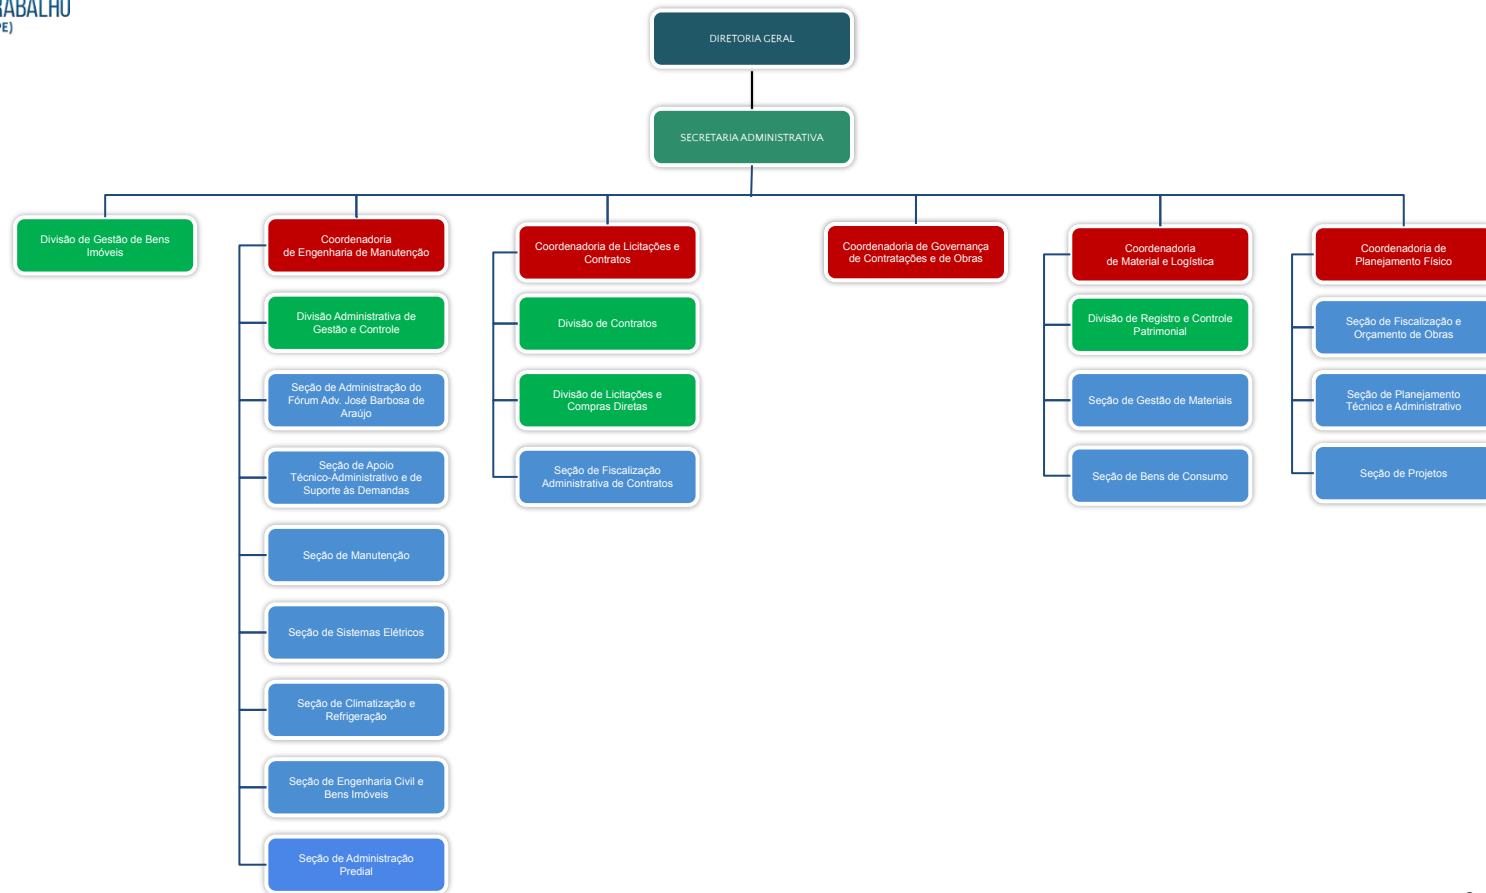 PE)
DIRETORIA GERAL
SECRETARIA ADMINISTRATIVA
Divisão de Gestão de Bens
Imóveis
Coordenadoria
de Engenharia de Manutenção
Divisão Administrativa de
Gestão e Controle
Seção de Administração do
Fórum Adv. José Barbosa de
Araújo
Seção de Apoio
Técnico-Administrativo e de
Suporte às Demandas
Seção de Manutenção
Seção de Sistemas Elétricos
Seção de Climatização e
Refrigeração
Seção de Engenharia Civil e
Bens Imóveis
Seção de Administração
Predial
Coordenadoria de Licitações e
Contratos
Divisão de Contratos
Divisão de Licitações e
Compras Diretas
Seção de Fiscalização
Administrativa de Contratos
Coordenadoria de Governança
de Contratações e de Obras
Coordenadoria
de Material e Logística
Divisão de Registro e Controle
Patrimonial
Seção de Gestão de Materiais
Seção de Bens de Consumo
Coordenadoria de
Planejamento Físico
Seção de Fiscalização e
Orçamento de Obras
Seção de Planejamento
Técnico e Administrativo
Seção de Projetos